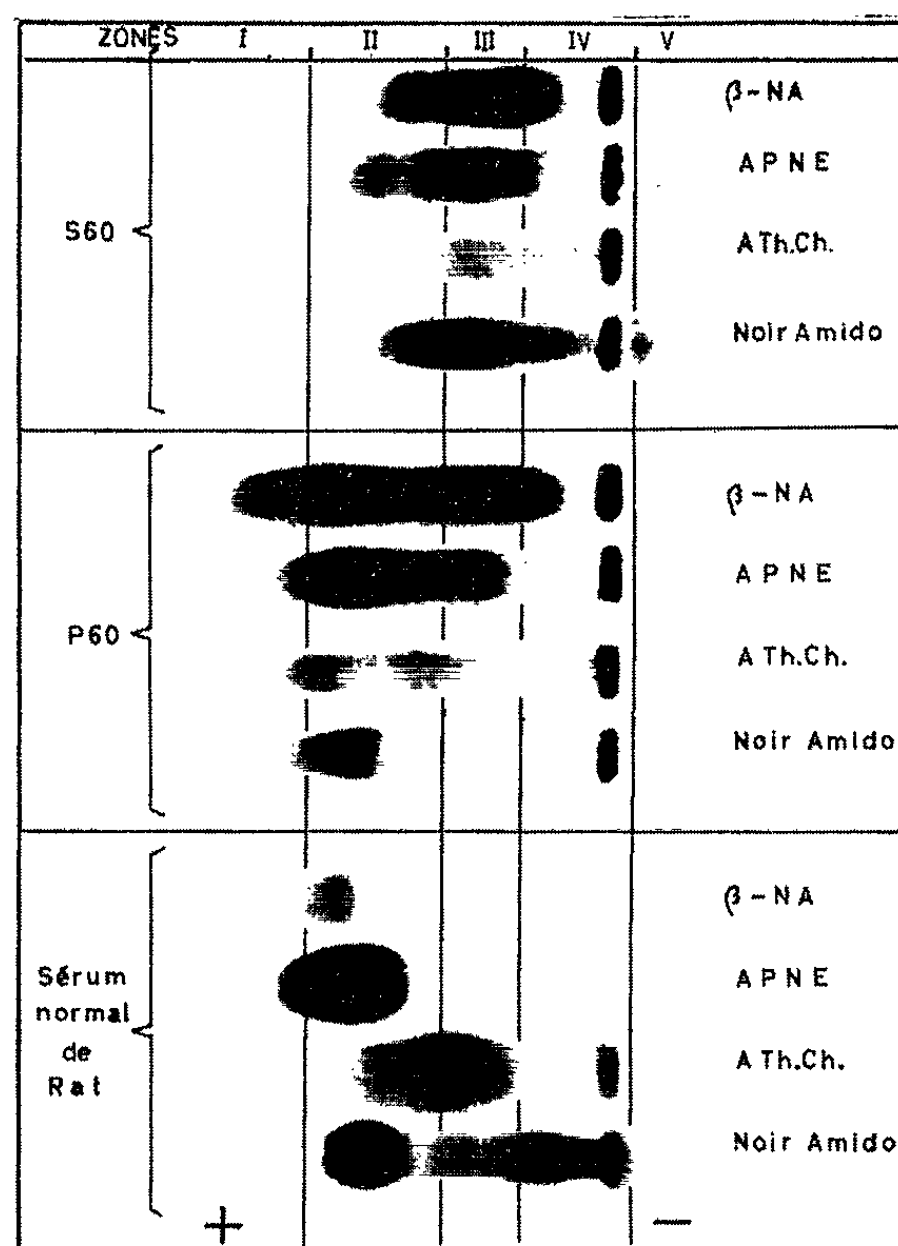 ZONES I II III IV V
β-NA
APNE
S60
ATh.Ch.
Noir Amido
β-NA
APNE
P60
ATh.Ch.
Noir Amido
β-NA
Sérum
normal
de
Rat
APNE
ATh.Ch.
Noir Amido
+ −